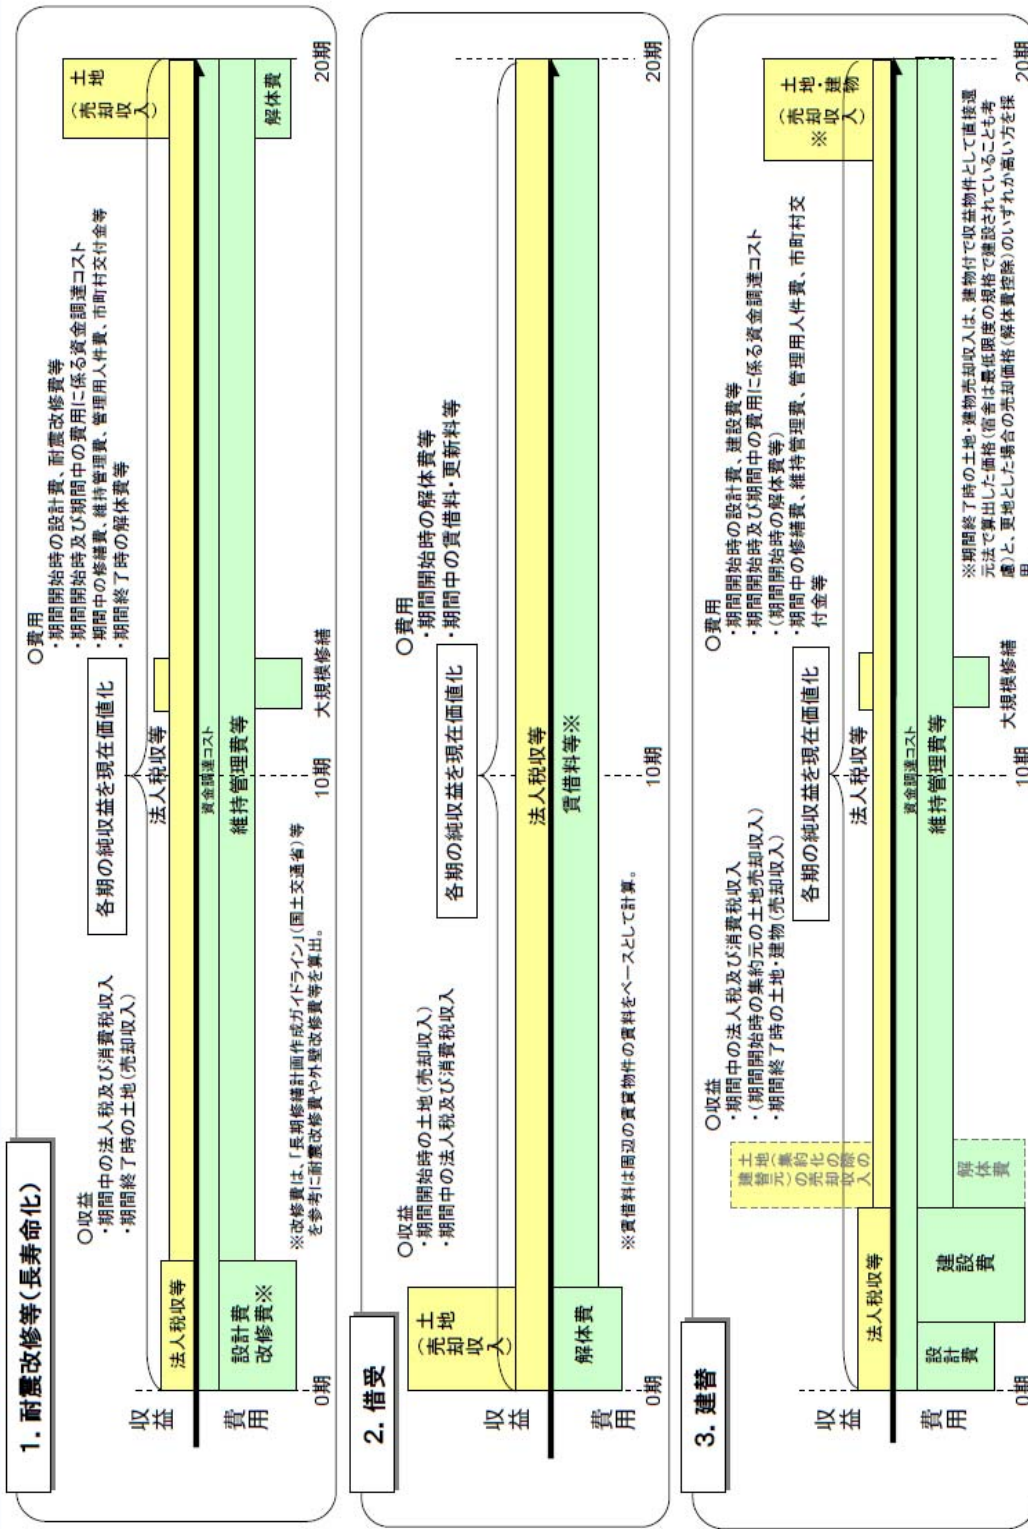 1. 耐震改修等(長寿命化)
○収益
・期間中の法人税及び消費税収入
・期間終了時の土地(売却収入)
○費用
・期間開始時の設計費、耐震改修費等
・期間開始時及び期間中の費用に係る資金調達コスト
・期間中の修繕費、維持管理費、管理用人件費、市町村交付金等
・期間終了時の解体費等
各期の純収益を現在価値化
収益
費用
法人税収等
法人税収等
土地
(売却収入)
資金調達コスト
維持管理費等
設計費
改修費※
解体費
大規模修繕
0期
10期
20期
※改修費は、「長期修繕計画作成ガイドライン」(国土交通省)等
を参考に耐震改修費や外壁改修費等を算出。
2. 借受
○収益
・期間開始時の土地(売却収入)
・期間中の法人税及び消費税収入
○費用
・期間開始時の解体費等
・期間中の賃借料・更新料等
各期の純収益を現在価値化
収益
費用
土地
(売却収入)
法人税収等
賃借料等※
解体費
0期
10期
20期
※賃借料は周辺の賃貸物件の賃料をベースとして計算。
3. 建替
○収益
・期間中の法人税及び消費税収入
・(期間開始時の集約元の土地売却収入)
・期間終了時の土地・建物(売却収入)
○費用
・期間開始時の設計費、建設費等
・期間開始時及び期間中の費用に係る資金調達コスト
・(期間開始時の解体費等)
・期間中の修繕費、維持管理費、管理用人件費、市町村交
付金等
各期の純収益を現在価値化
収益
費用
法人税収等
土地(集約化の際の
建替元)の売却収入
法人税収等
土地・建物
(売却収入)
※
資金調達コスト
維持管理費等
設計費
建設費
解体費
大規模修繕
0期
10期
20期
※期間終了時の土地・建物売却収入は、建物付で収益物件として直接還
元法で算出した価格(宿舎は最低限度の規格で建設されていることも考
慮)と、更地とした場合の売却価格(解体費控除)のいずれか高い方を採
用